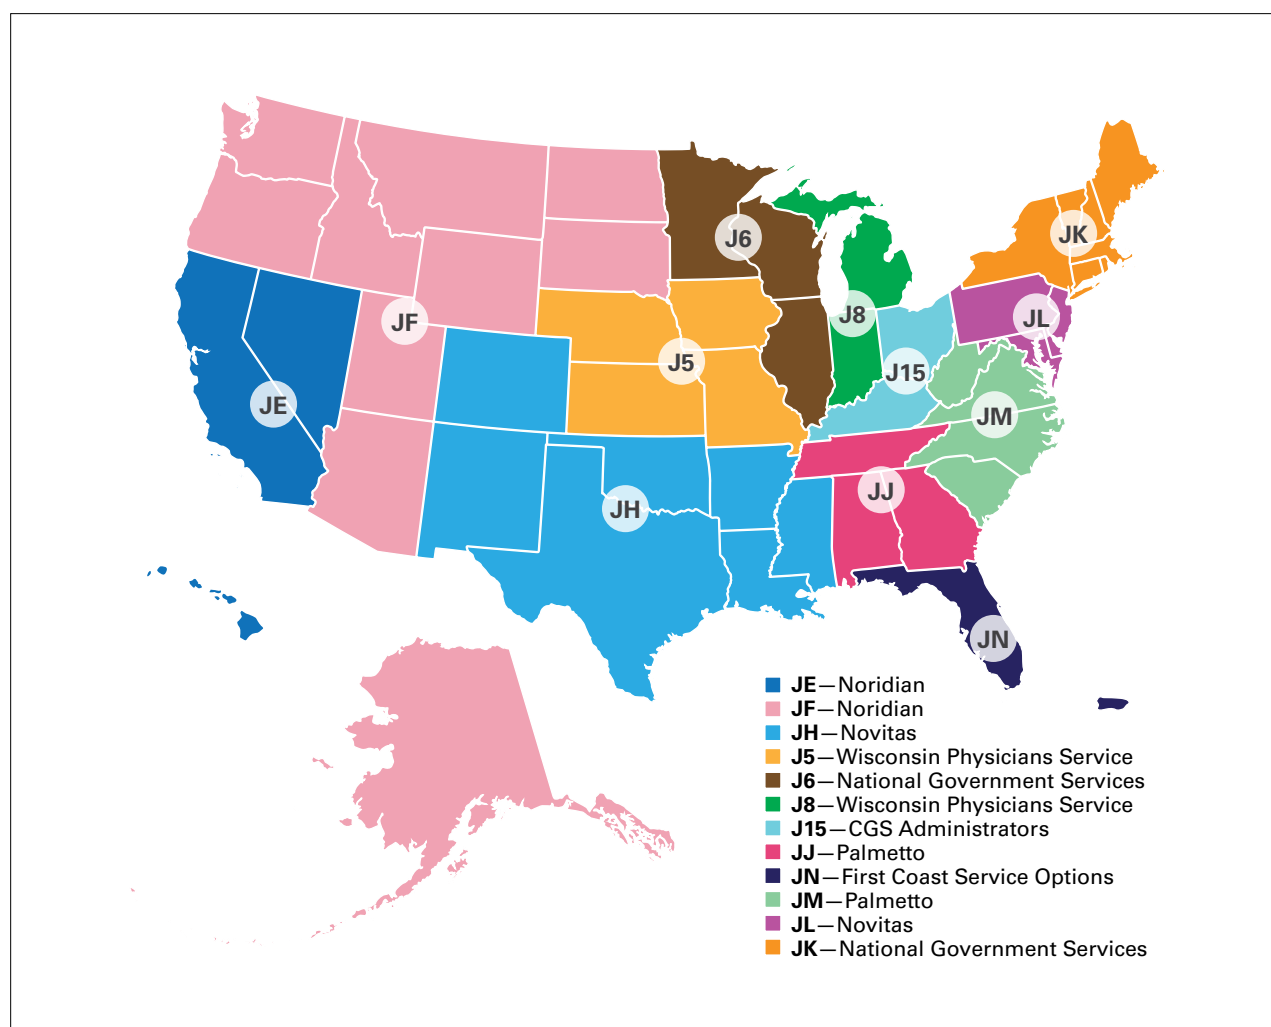 J6
JK
J8
JL
JF
J5
J15
JE
JM
JJ
JH
JN
JE—Noridian
JF—Noridian
JH—Novitas
J5—Wisconsin Physicians Service
J6—National Government Services
J8—Wisconsin Physicians Service
J15—CGS Administrators
JJ—Palmetto
JN—First Coast Service Options
JM—Palmetto
JL—Novitas
JK—National Government Services